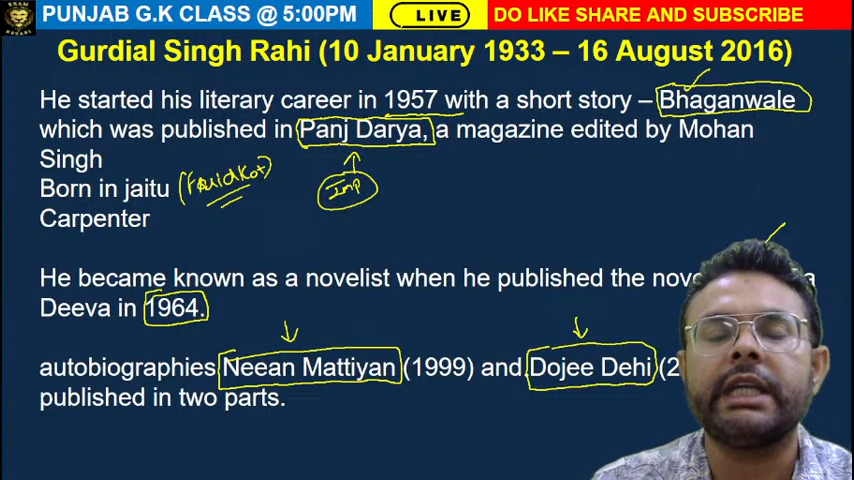 PUNJAB G.K CLASS @ 5:00PM
LIVE
DO LIKE SHARE AND SUBSCRIBE
EXAM
Gurdial Singh Rahi (10 January 1933 – 16 August 2016)
He started his literary career in 1957 with a short story – Bhaganwale
which was published in Panj Darya, a magazine edited by Mohan
Singh
Born in jaitu (Faridkot)
Imp
Carpenter
He became known as a novelist when he published the
Deeva in 1964.
autobiographies Neean Mattiyan (1999) and Dojee Dehi (2
published in two parts.